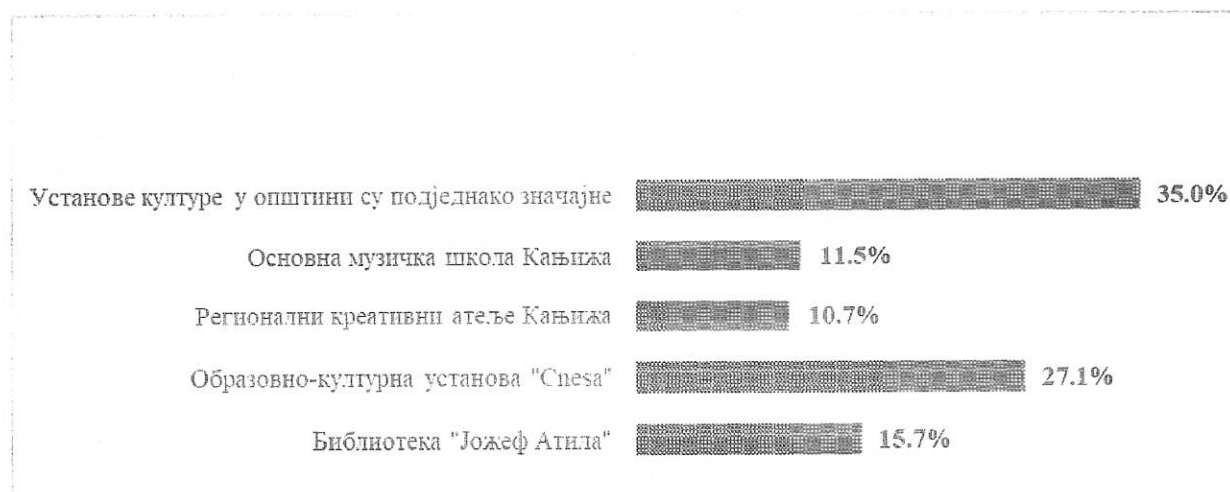 Установе културе у општини су подједнако значајне 35.0%
Основна музичка школа Кањижа 11.5%
Регионални креативни атеље Кањижа 10.7%
Образовно-културна установа "Cnesa" 27.1%
Библиотека "Јожеф Атила" 15.7%